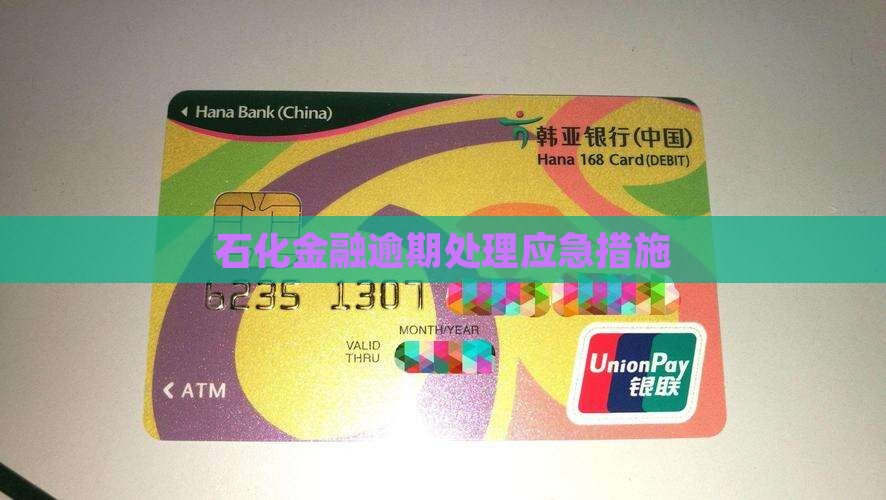 Hana Bank (China)
韩亚银行(中国)
Hana 168 Card(DEBIT)
石化金融逾期处理应急措施
6235 1307
MONTH/YEAR
VALID
THRU
ATM
UnionPay
银联